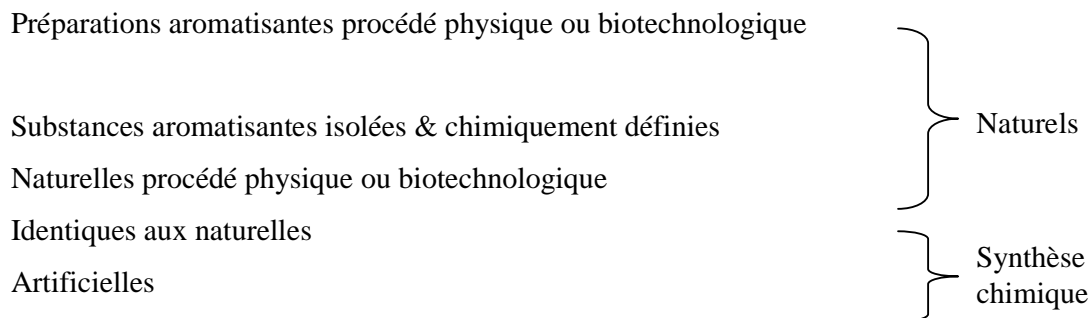 Préparations aromatisantes procédé physique ou biotechnologique
Substances aromatisantes isolées & chimiquement définies
Naturelles procédé physique ou biotechnologique
Naturels
Identiques aux naturelles
Artificielles
Synthèse
chimique